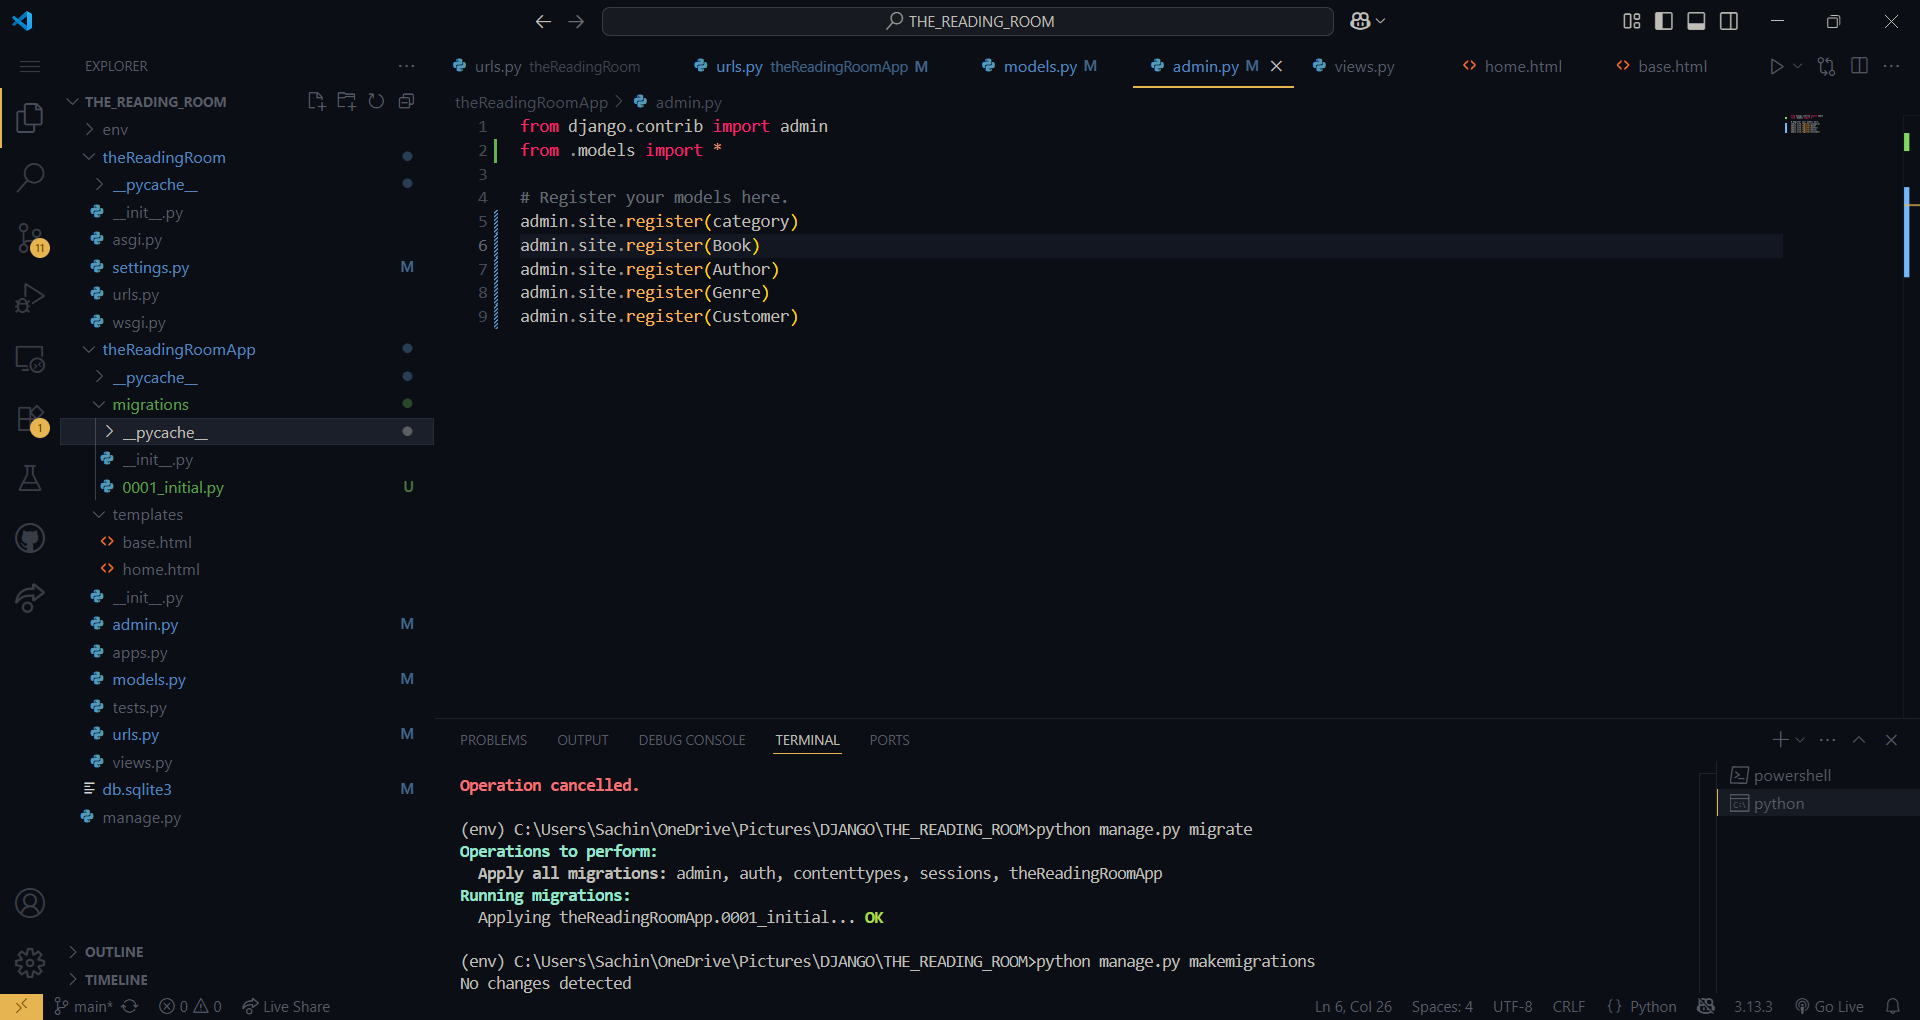 THE_READING_ROOM
EXPLORER
THE_READING_ROOM
env
theReadingRoom
__pycache__
__init__.py
asgi.py
settings.py M
urls.py
wsgi.py
theReadingRoomApp
__pycache__
migrations
__pycache__
__init__.py
0001_initial.py U
templates
base.html
home.html
__init__.py
admin.py M
apps.py
models.py M
tests.py
urls.py M
views.py
db.sqlite3 M
manage.py
OUTLINE
TIMELINE
11
1
urls.py theReadingRoom
urls.py theReadingRoomApp M
models.py M
admin.py M
views.py
home.html
base.html
theReadingRoomApp > admin.py
1 from django.contrib import admin
2 from .models import *
3
4 # Register your models here.
5 admin.site.register(category)
6 admin.site.register(Book)
7 admin.site.register(Author)
8 admin.site.register(Genre)
9 admin.site.register(Customer)
PROBLEMS OUTPUT DEBUG CONSOLE TERMINAL PORTS
Operation cancelled.
(env) C:\Users\Sachin\OneDrive\Pictures\DJANGO\THE_READING_ROOM>python manage.py migrate
Operations to perform:
Apply all migrations: admin, auth, contenttypes, sessions, theReadingRoomApp
Running migrations:
Applying theReadingRoomApp.0001_initial... OK
(env) C:\Users\Sachin\OneDrive\Pictures\DJANGO\THE_READING_ROOM>python manage.py makemigrations
No changes detected
powershell
python
main* 0 0 Live Share
Ln 6, Col 26 Spaces: 4 UTF-8 CRLF {} Python 3.13.3 Go Live